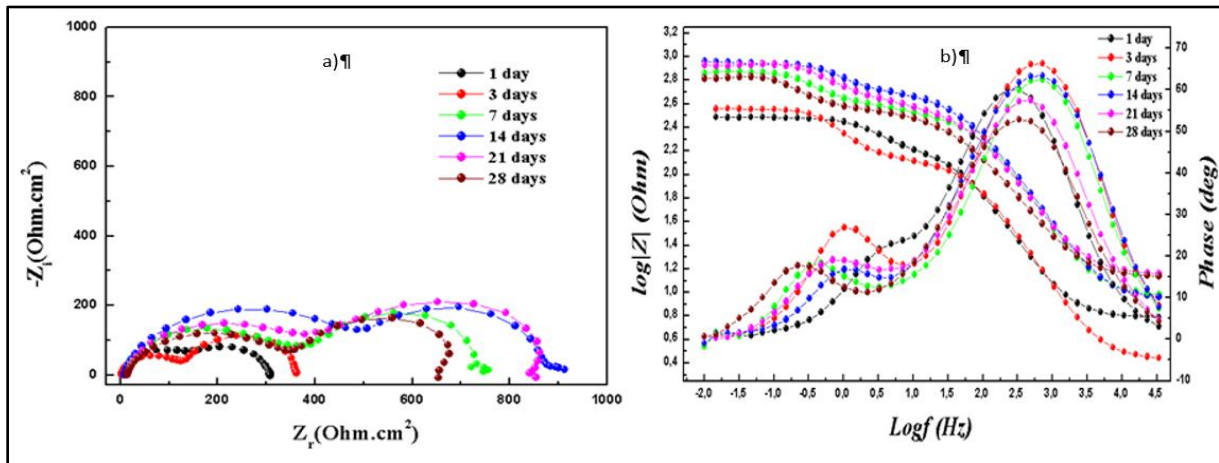 a)¶
1 day
3 days
7 days
14 days
21 days
28 days
1000
800
600
400
200
0
-Zᵢ(Ohm.cm²)
0 200 400 600 800 1000
Zᵣ(Ohm.cm²)
b)¶
1 day
3 days
7 days
14 days
21 days
28 days
3,2
3,0
2,8
2,6
2,4
2,2
2,0
1,8
1,6
1,4
1,2
1,0
0,8
0,6
0,4
log|Z| (Ohm)
-2,0 -1,5 -1,0 -0,5 0,0 0,5 1,0 1,5 2,0 2,5 3,0 3,5 4,0 4,5
Logf (Hz)
70
60
50
40
30
20
10
0
-10
Phase (deg)